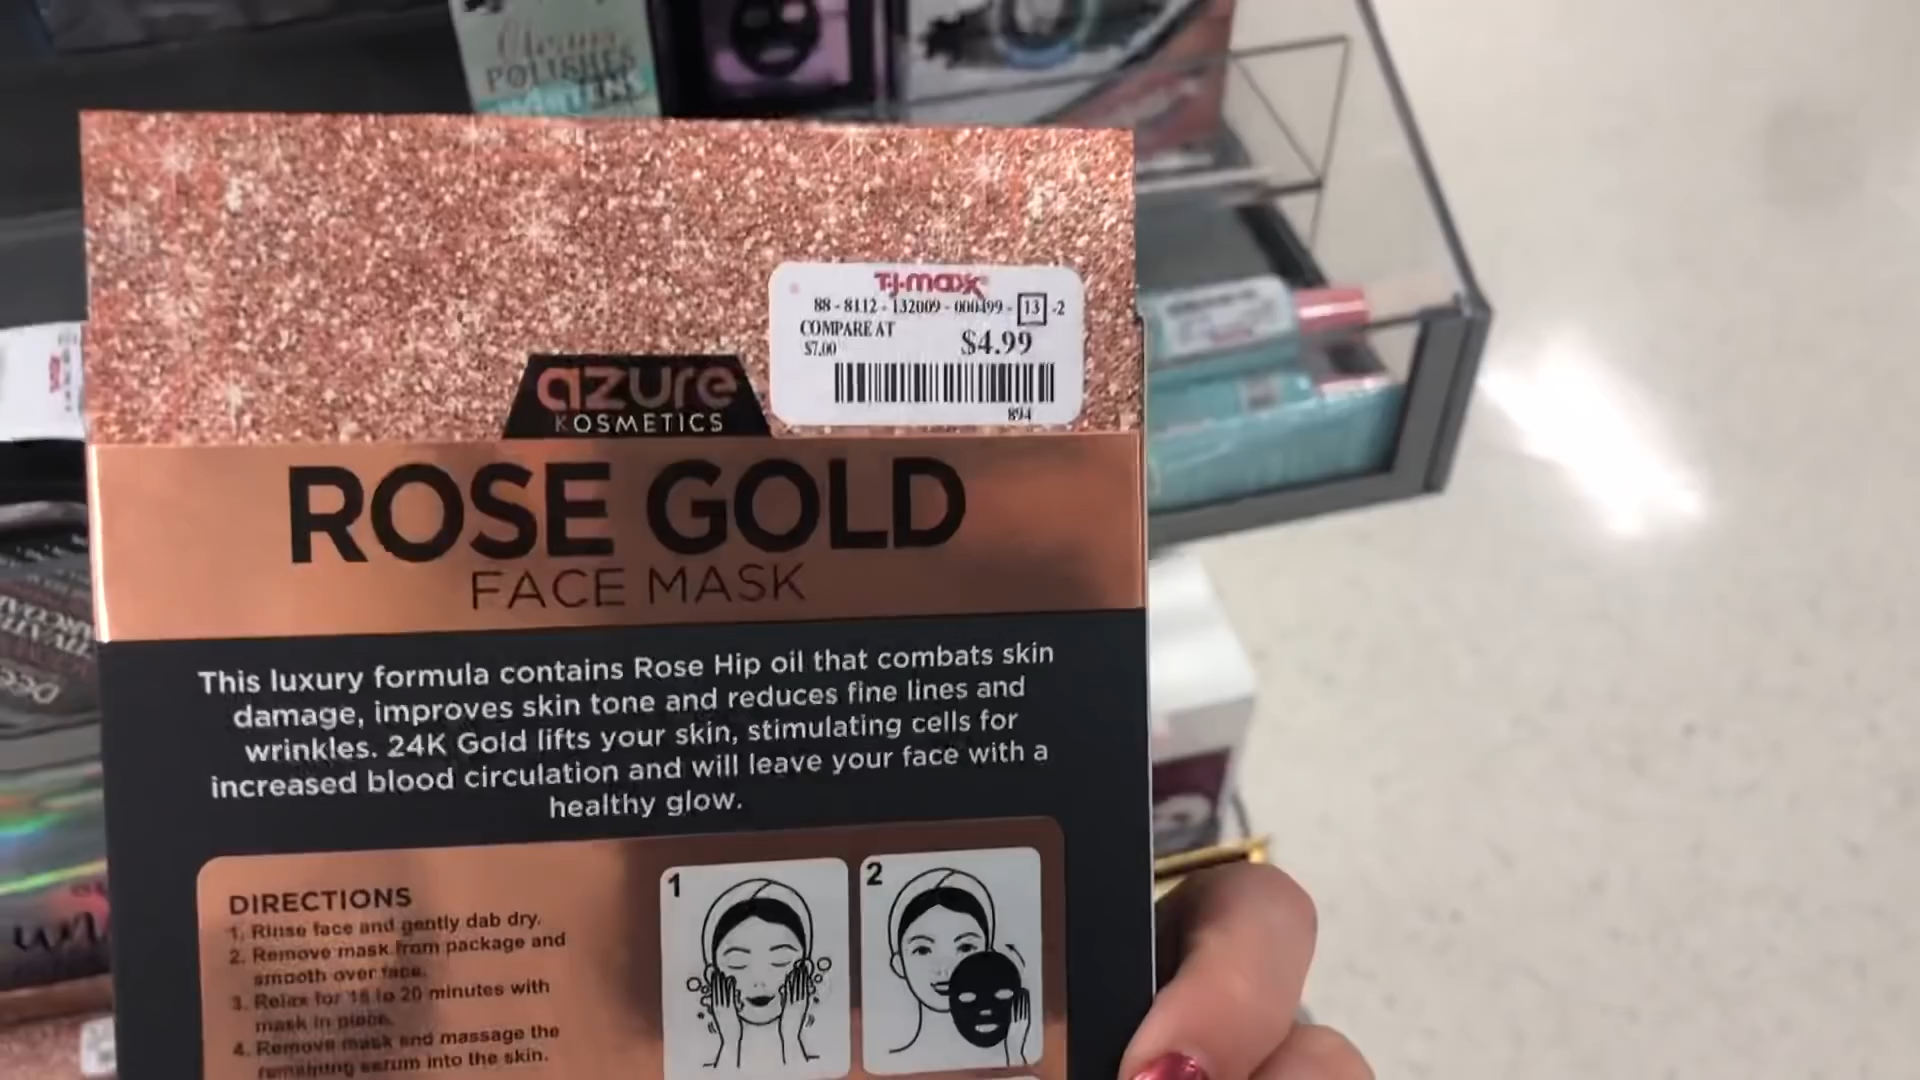 POLISHES
T.J.maxx
88 - 8112 - 132009 - 000499 - 13 -2
COMPARE AT
$7.00
$4.99
894
azure
KOSMETICS
ROSE GOLD
FACE MASK
This luxury formula contains Rose Hip oil that combats skin
damage, improves skin tone and reduces fine lines and
wrinkles. 24K Gold lifts your skin, stimulating cells for
increased blood circulation and will leave your face with a
healthy glow.
DIRECTIONS
1. Rinse face and gently dab dry.
2. Remove mask from package and
smooth over face.
3. Relax for 15 to 20 minutes with
mask in place.
4. Remove mask and massage the
remaining serum into the skin.
1
2